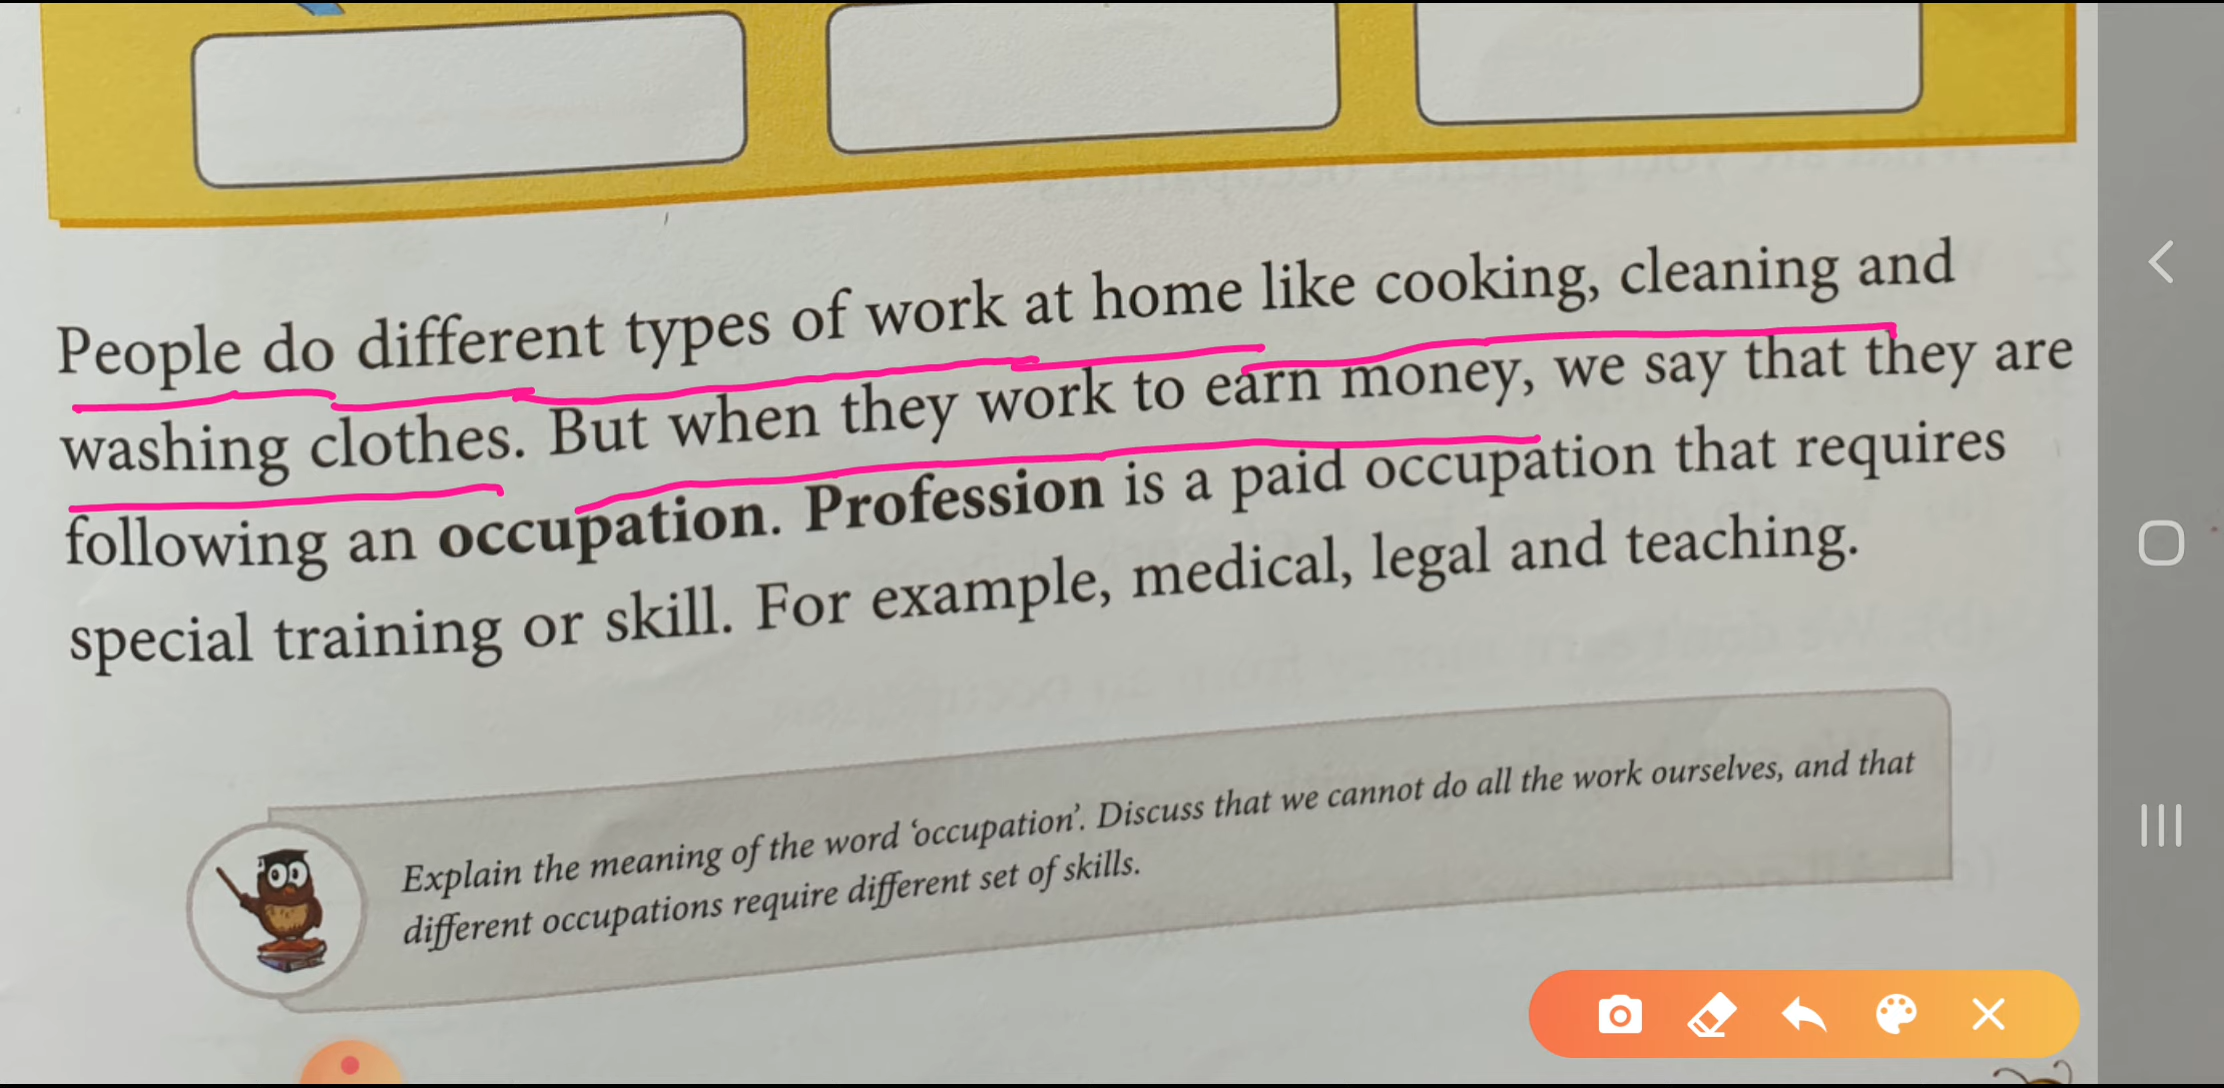 People do different types of work at home like cooking, cleaning and
washing clothes. But when they work to earn money, we say that they are
following an occupation. Profession is a paid occupation that requires
special training or skill. For example, medical, legal and teaching.
Explain the meaning of the word ‘occupation’. Discuss that we cannot do all the work ourselves, and that
different occupations require different set of skills.